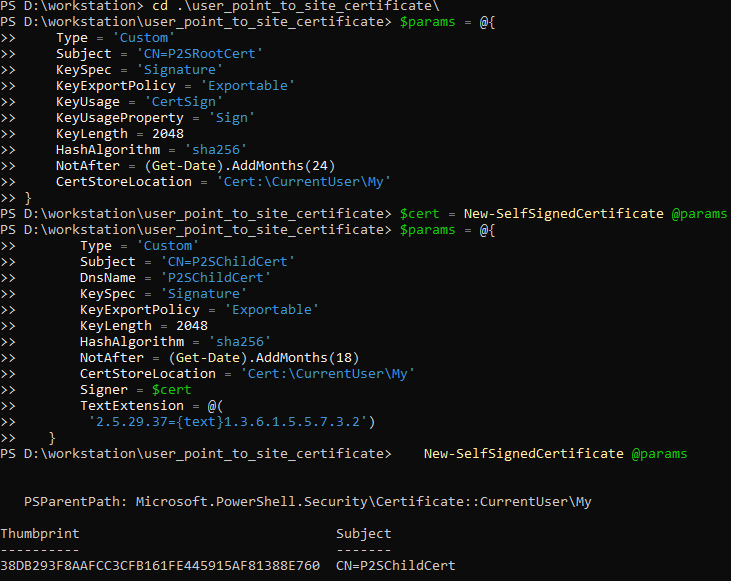 PS D:\workstation> cd .\user_point_to_site_certificate\
PS D:\workstation\user_point_to_site_certificate> $params = @{
>>     Type = 'Custom'
>>     Subject = 'CN=P2SRootCert'
>>     KeySpec = 'Signature'
>>     KeyExportPolicy = 'Exportable'
>>     KeyUsage = 'CertSign'
>>     KeyUsageProperty = 'Sign'
>>     KeyLength = 2048
>>     HashAlgorithm = 'sha256'
>>     NotAfter = (Get-Date).AddMonths(24)
>>     CertStoreLocation = 'Cert:\CurrentUser\My'
>> }
PS D:\workstation\user_point_to_site_certificate> $cert = New-SelfSignedCertificate @params
PS D:\workstation\user_point_to_site_certificate> $params = @{
>>        Type = 'Custom'
>>        Subject = 'CN=P2SChildCert'
>>        DnsName = 'P2SChildCert'
>>        KeySpec = 'Signature'
>>        KeyExportPolicy = 'Exportable'
>>        KeyLength = 2048
>>        HashAlgorithm = 'sha256'
>>        NotAfter = (Get-Date).AddMonths(18)
>>        CertStoreLocation = 'Cert:\CurrentUser\My'
>>        Signer = $cert
>>        TextExtension = @(
>>         '2.5.29.37={text}1.3.6.1.5.5.7.3.2')
>>    }
PS D:\workstation\user_point_to_site_certificate>    New-SelfSignedCertificate @params
PSParentPath: Microsoft.PowerShell.Security\Certificate::CurrentUser\My
Thumbprint                                Subject
----------                                -------
38DB293F8AAFCC3CFB161FE445915AF81388E760  CN=P2SChildCert